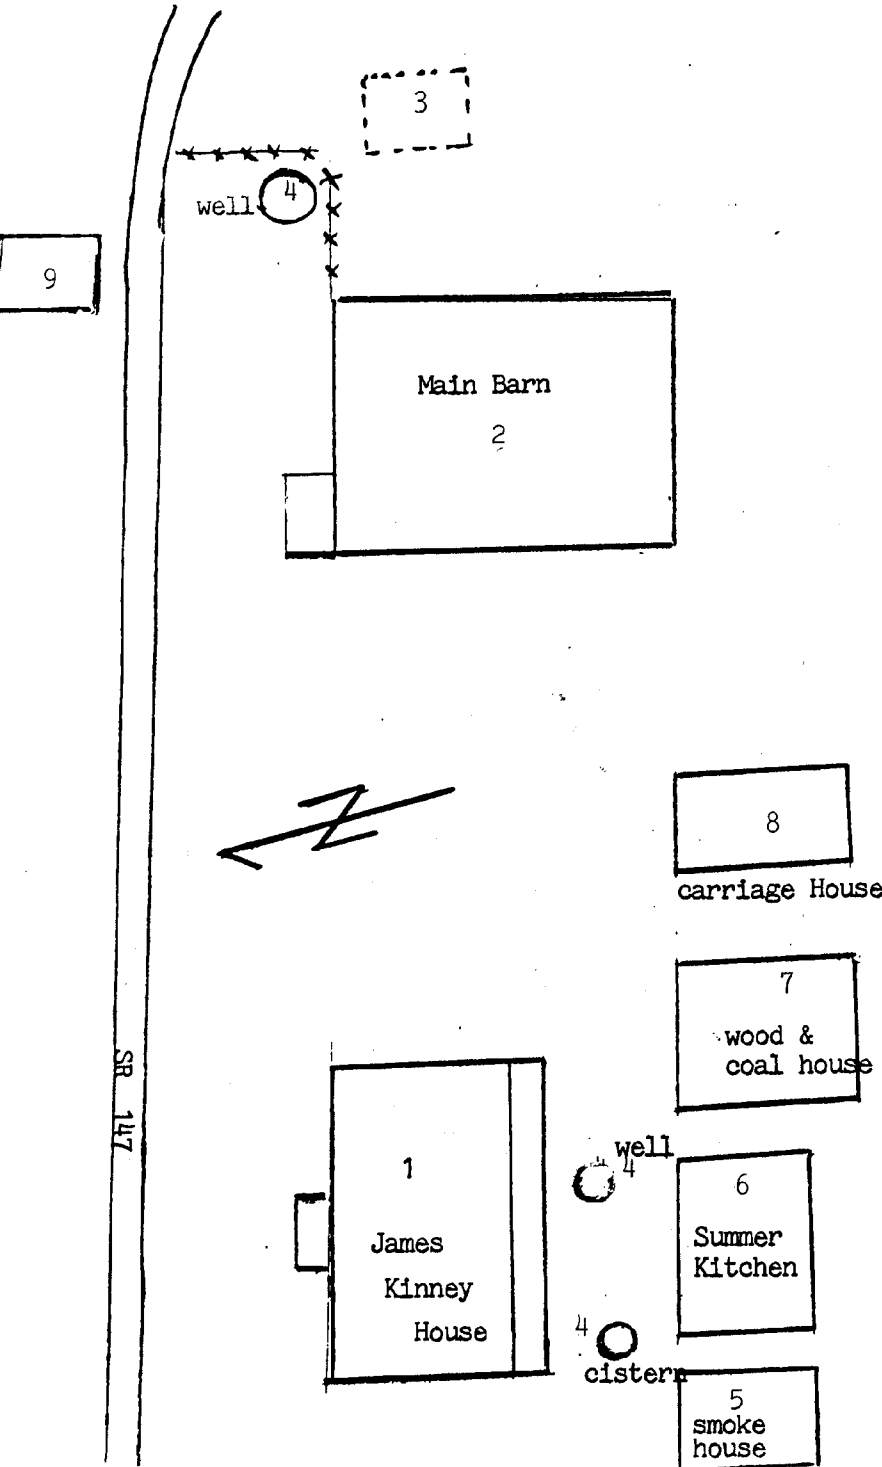 3
4
well
9
Main Barn
2
N
8
carriage House
7
wood &
coal house
SR 147
well
4
1
6
James
Kinney
House
Summer
Kitchen
4
cistern
5
smoke
house